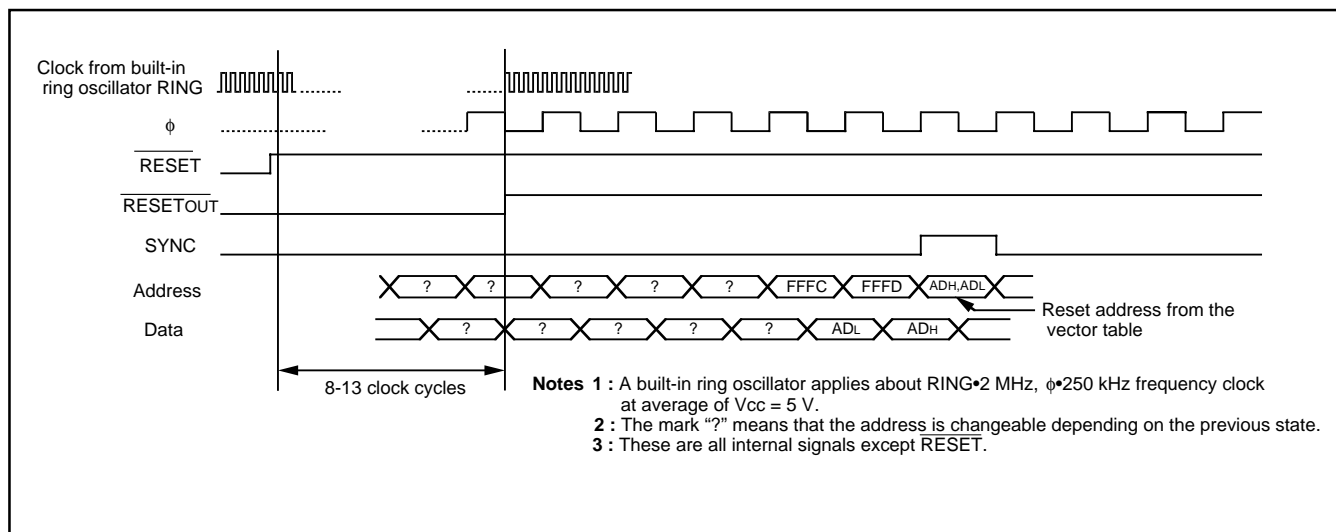 Clock from built-in
ring oscillator RING
ϕ
RESET
RESETOUT
SYNC
Address
? ? ? ? ? FFFC FFFD ADH,ADL
Reset address from the
vector table
Data
? ? ? ? ? ADL ADH
8-13 clock cycles
Notes 1 : A built-in ring oscillator applies about RING•2 MHz, ϕ•250 kHz frequency clock
at average of Vcc = 5 V.
2 : The mark “?” means that the address is changeable depending on the previous state.
3 : These are all internal signals except RESET.